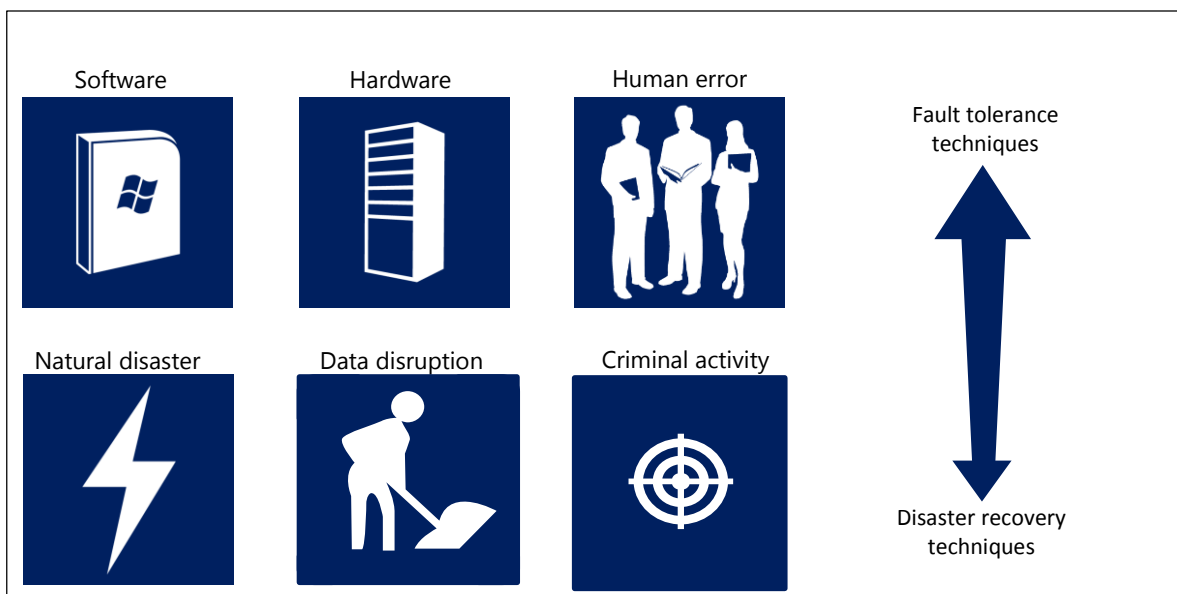 Software
Hardware
Human error
Fault tolerance
techniques
Natural disaster
Data disruption
Criminal activity
Disaster recovery
techniques